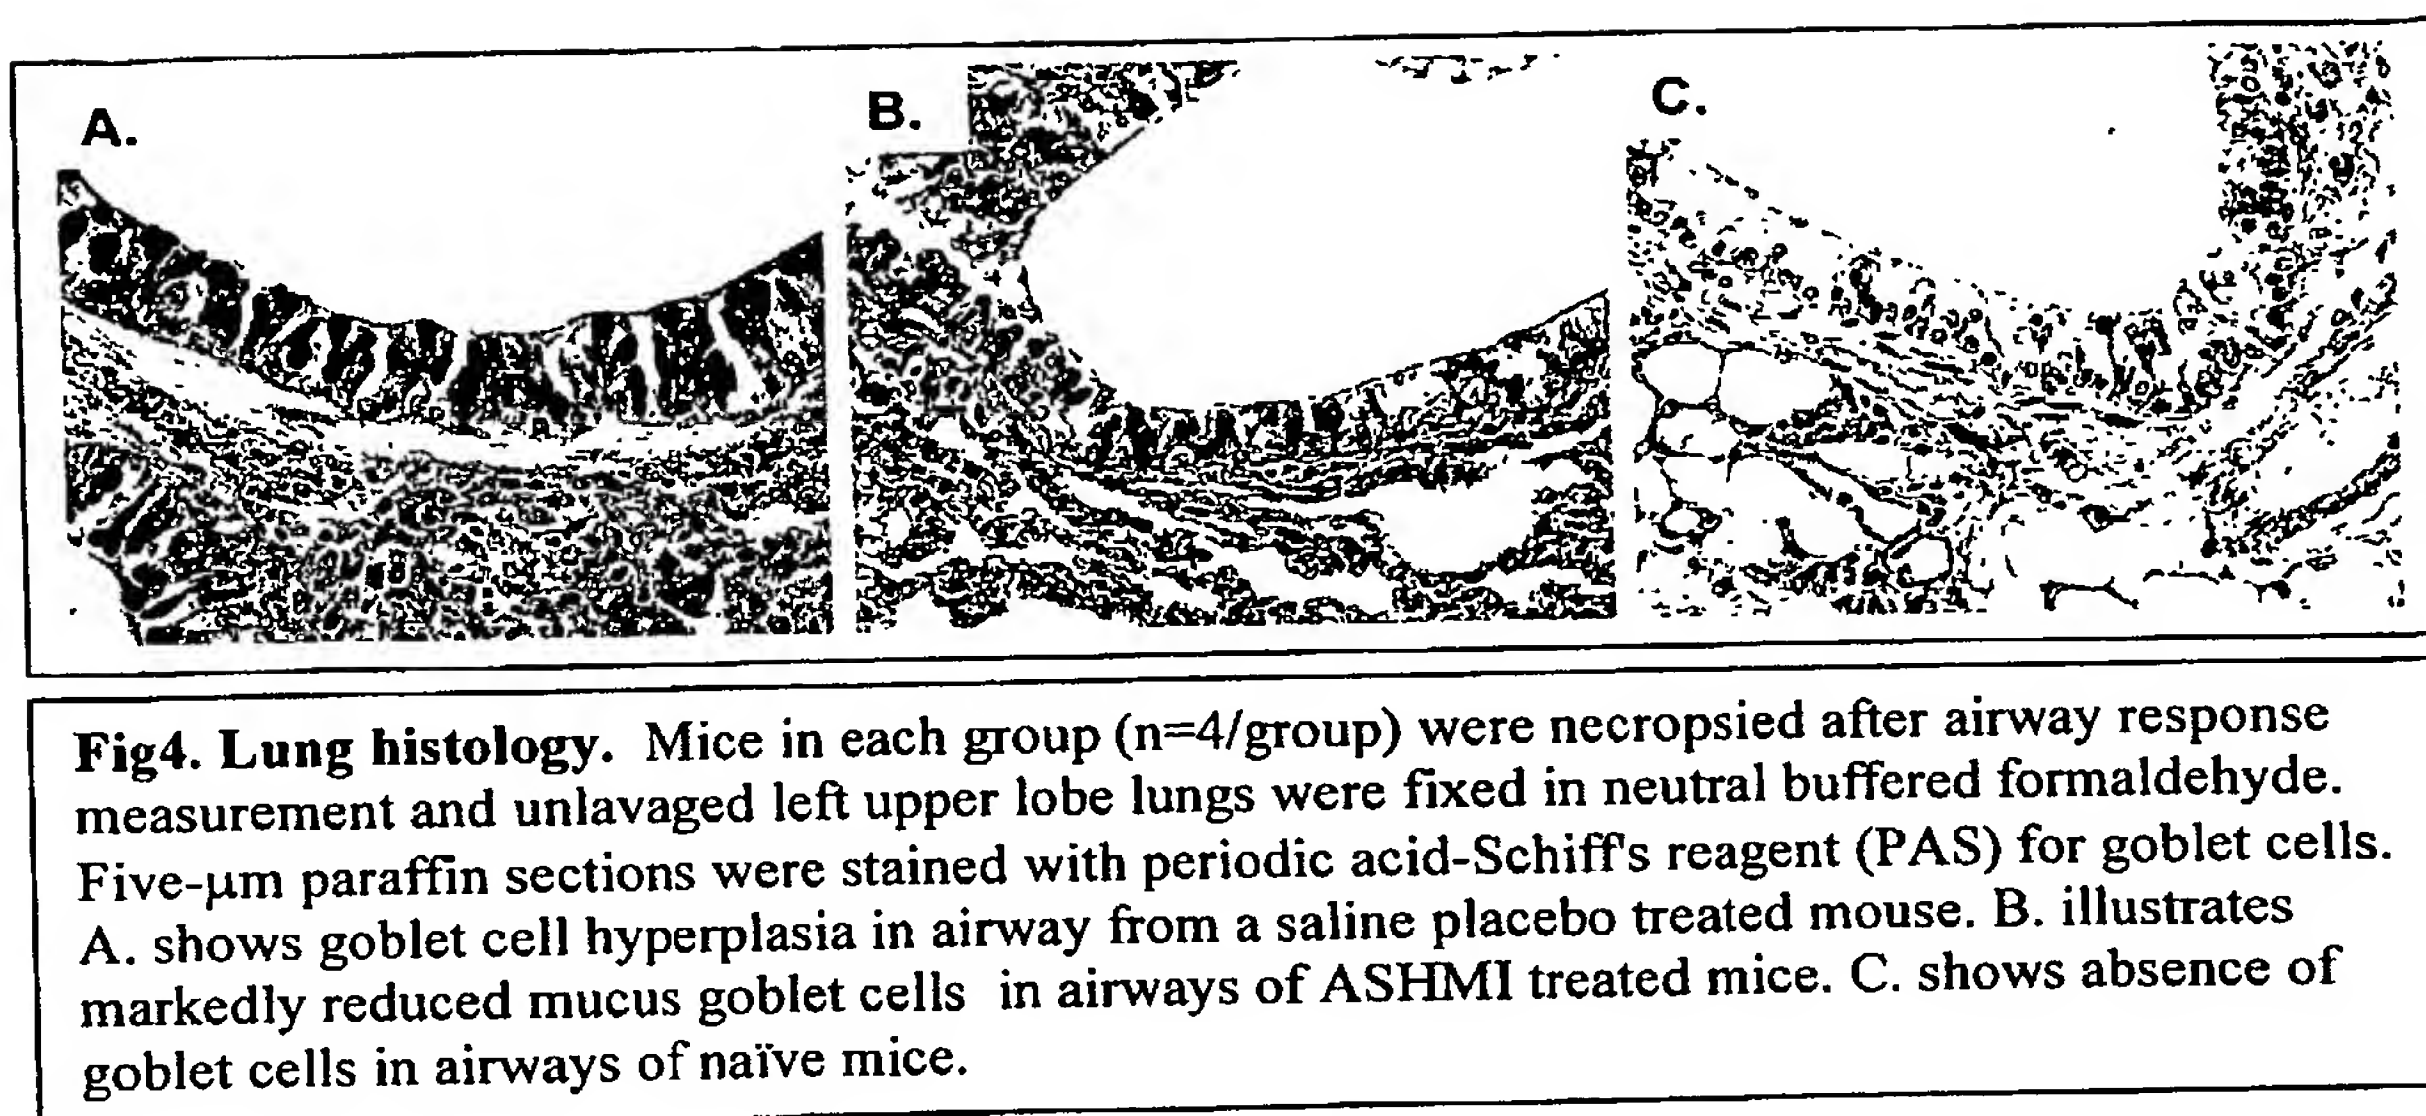 A.
B.
C.
Fig4. Lung histology. Mice in each group (n=4/group) were necropsied after airway response
measurement and unlavaged left upper lobe lungs were fixed in neutral buffered formaldehyde.
Five-μm paraffin sections were stained with periodic acid-Schiff's reagent (PAS) for goblet cells.
A. shows goblet cell hyperplasia in airway from a saline placebo treated mouse. B. illustrates
markedly reduced mucus goblet cells in airways of ASHMI treated mice. C. shows absence of
goblet cells in airways of naïve mice.